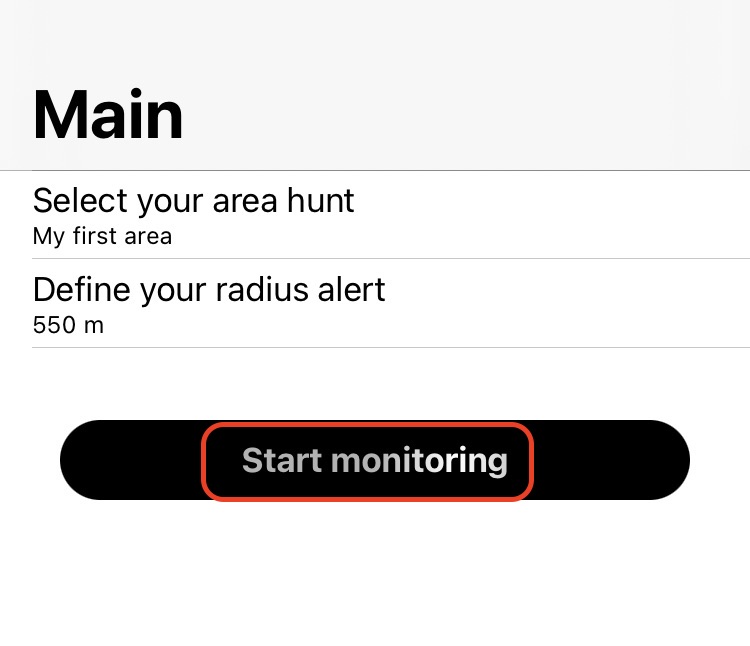 Main
Select your area hunt
My first area
Define your radius alert
550 m
Start monitoring